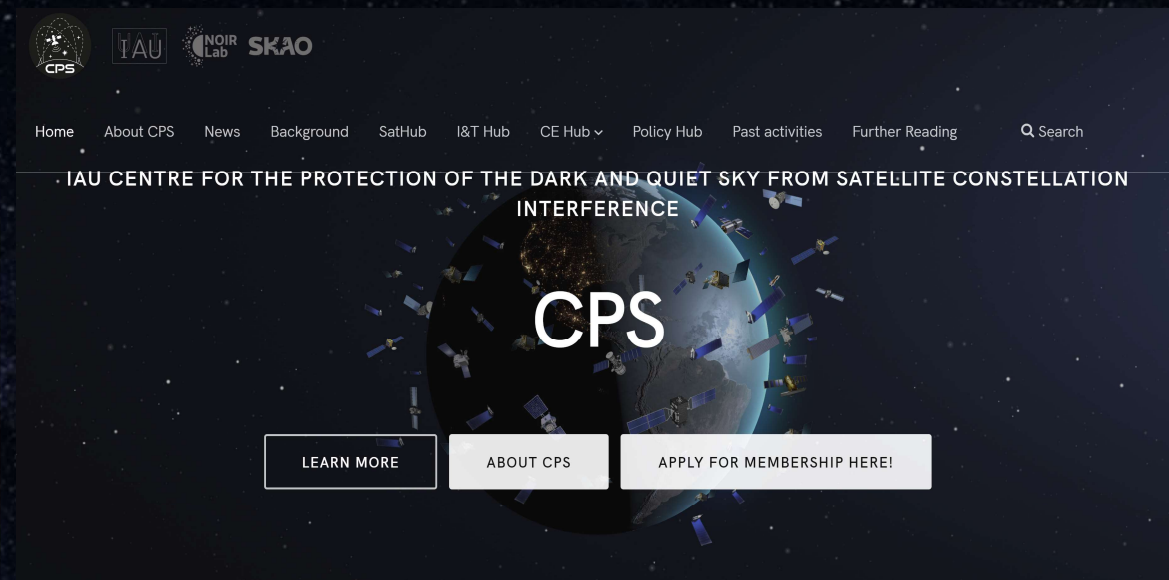 CPS
IAU
NOIR
Lab
SKAO
Home
About CPS
News
Background
SatHub
I&T Hub
CE Hub
Policy Hub
Past activities
Further Reading
Search
IAU CENTRE FOR THE PROTECTION OF THE DARK AND QUIET SKY FROM SATELLITE CONSTELLATION
INTERFERENCE
CPS
LEARN MORE
ABOUT CPS
APPLY FOR MEMBERSHIP HERE!